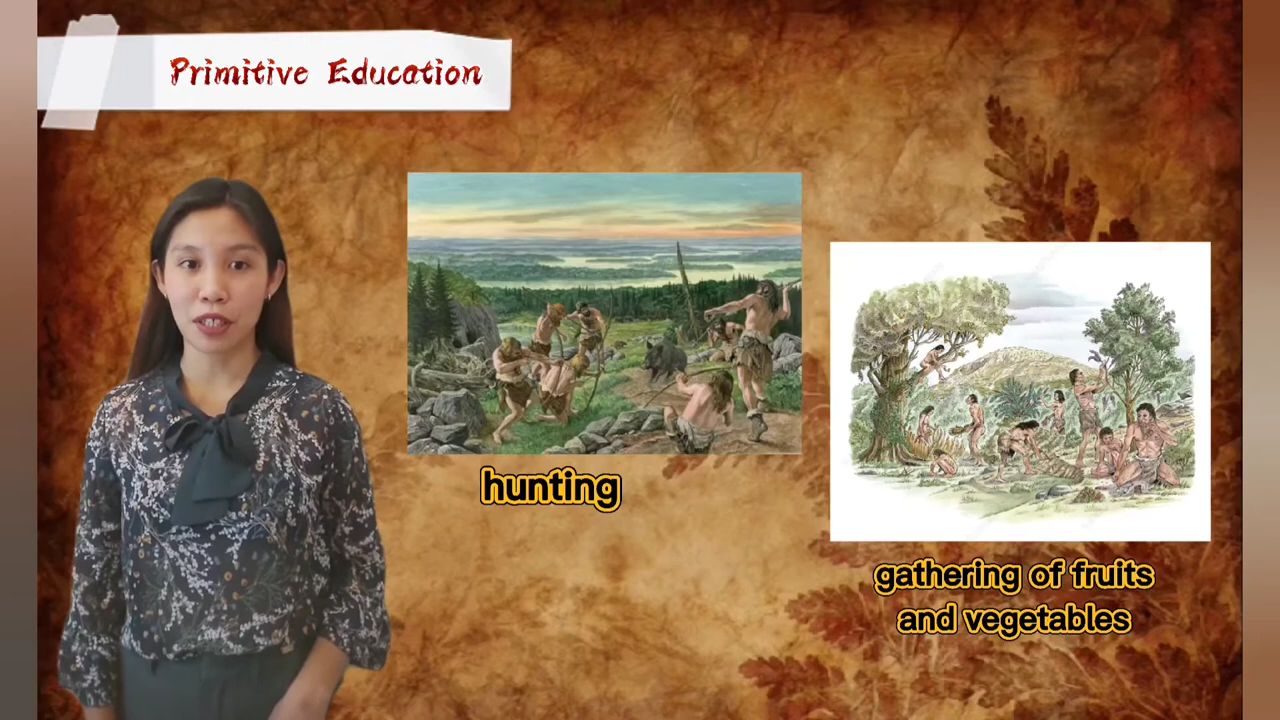 Primitive Education
hunting
gathering of fruits
and vegetables